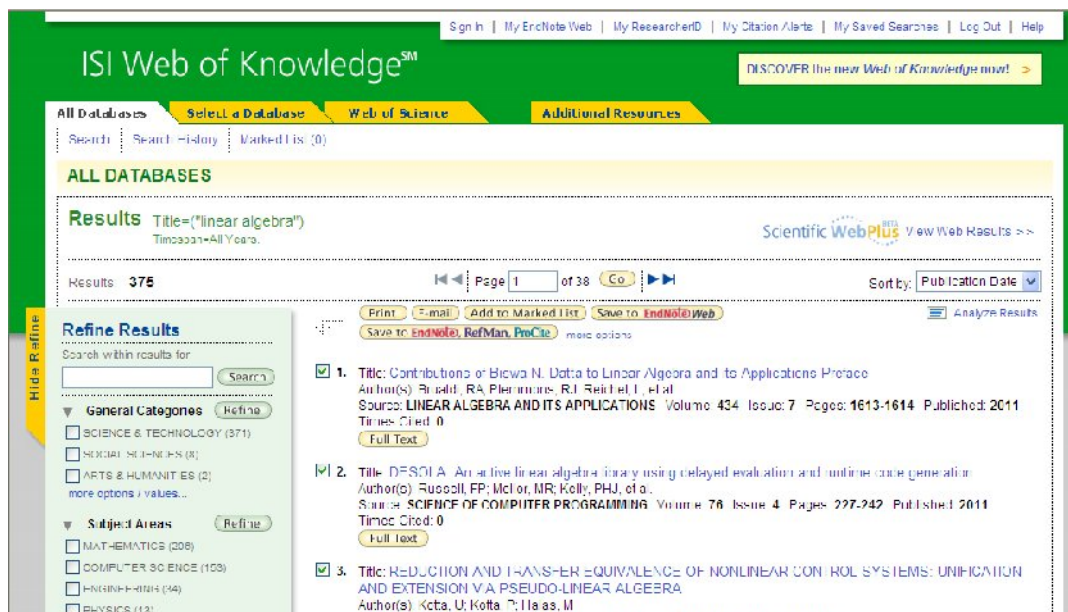 Sign In | My EndNote Web | My ResearcherID | My Citation Alerts | My Saved Searches | Log Out | Help
ISI Web of Knowledge℠
DISCOVER the new Web of Knowledge now! >
All Databases Select a Database Web of Science Additional Resources
Search Search History Marked List (0)
ALL DATABASES
Results Title=("linear algebra")
Timespan=All Years.
Scientific WebPlus BETA View Web Results >>
Results 375 Page 1 of 38 Go Sort by: Publication Date
Hide Refine
Print E-mail Add to Marked List Save to EndNote Web Analyze Results
Save to EndNote, RefMan, ProCite more options
Refine Results
Search within results for
Search
General Categories Refine
SCIENCE & TECHNOLOGY (371)
SOCIAL SCIENCES (8)
ARTS & HUMANITIES (2)
more options / values...
Subject Areas Refine
MATHEMATICS (208)
COMPUTER SCIENCE (153)
ENGINEERING (34)
PHYSICS (13)
1. Title: Contributions of Biswa N. Datta to Linear Algebra and its Applications Preface
Author(s): Brualdi, RA; Plemmons, RJ; Reichel, L, et al.
Source: LINEAR ALGEBRA AND ITS APPLICATIONS Volume: 434 Issue: 7 Pages: 1613-1614 Published: 2011
Times Cited: 0
Full Text
2. Title: DESOLA: An active linear algebra library using delayed evaluation and runtime code generation
Author(s): Russell, FP; Mellor, MR; Kelly, PHJ, et al.
Source: SCIENCE OF COMPUTER PROGRAMMING Volume: 76 Issue: 4 Pages: 227-242 Published: 2011
Times Cited: 0
Full Text
3. Title: REDUCTION AND TRANSFER EQUIVALENCE OF NONLINEAR CONTROL SYSTEMS: UNIFICATION
AND EXTENSION VIA PSEUDO-LINEAR ALGEBRA
Author(s): Kotta, U; Kotta, P; Halas, M